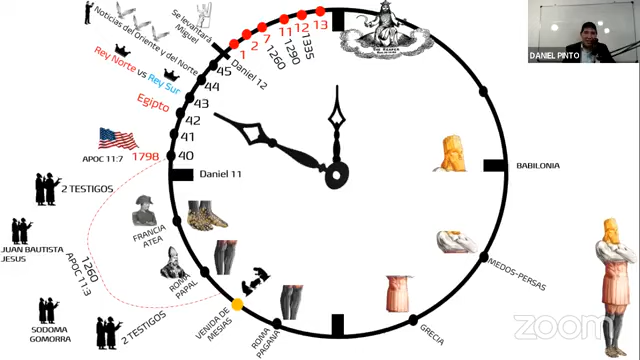 Noticias del Oriente y del Norte
Se levantará
Miguel
1
2
7
11
12
13
1260
1290
1335
Daniel 12
THE REAPER
DANIEL PINTO
Rey Norte vs Rey Sur
45
44
Egipto
43
42
41
APOC 11:7
1798
40
Daniel 11
BABILONIA
2 TESTIGOS
FRANCIA
ATEA
JUAN BAUTISTA
JESUS
1260
APOC 11:3
ROMA
PAPAL
MEDOS-PERSAS
SODOMA
GOMORRA
2 TESTIGOS
VENIDA DE
MESIAS
ROMA
PAGANA
GRECIA
zoom